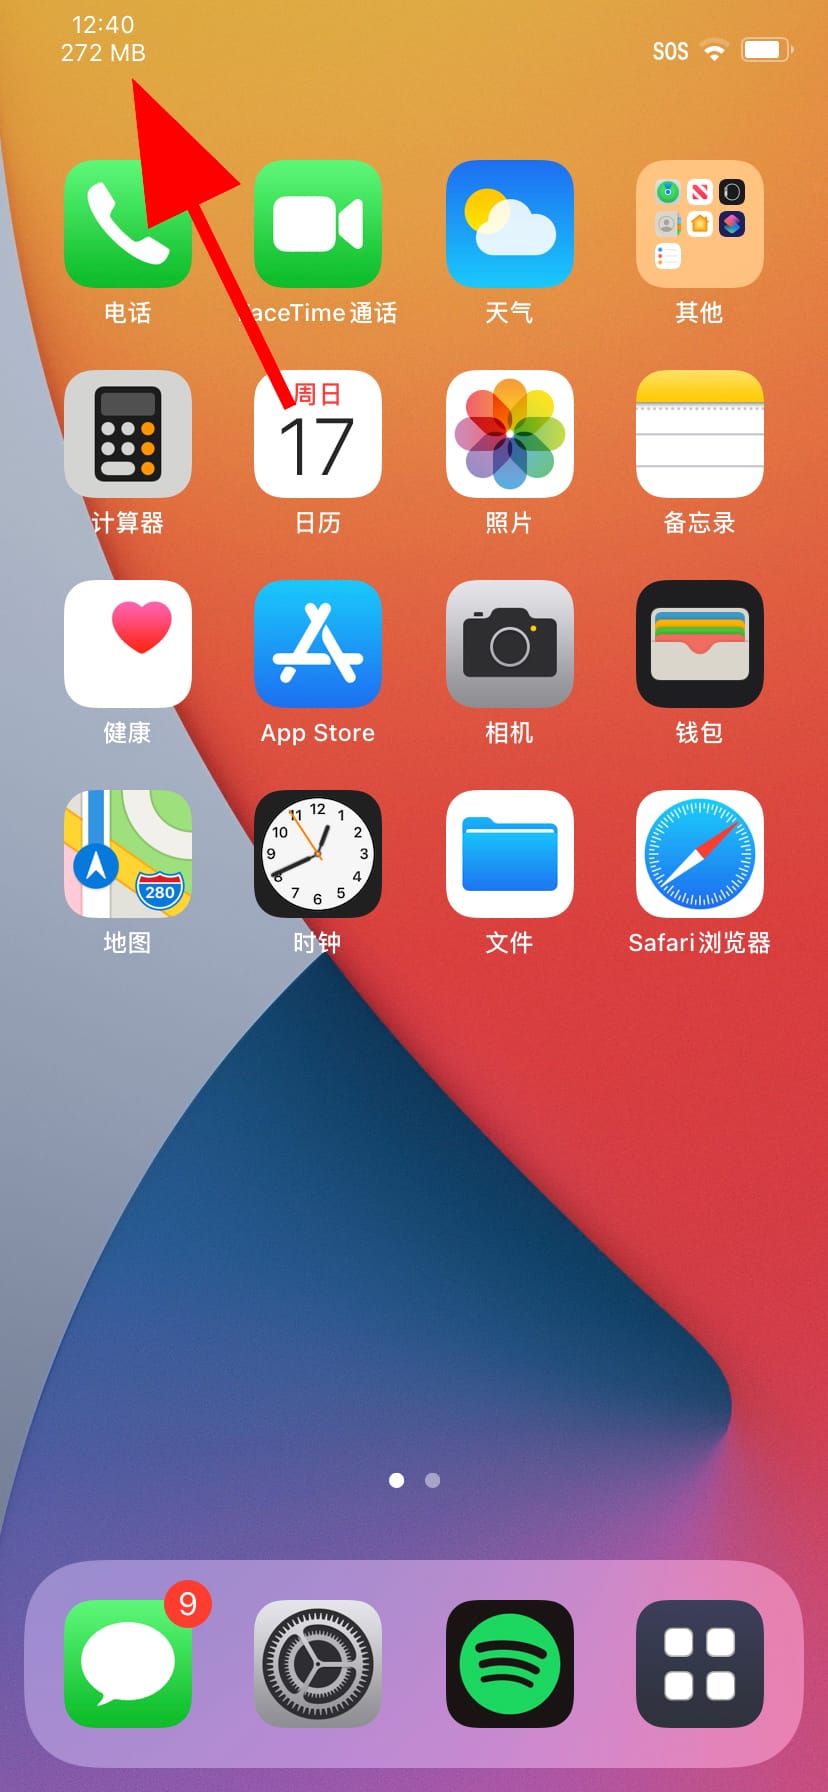 12:40
272 MB
SOS
电话
aceTime通话
天气
其他
周日
17
计算器
日历
照片
备忘录
健康
App Store
相机
钱包
280
12
11
1
10
2
9
3
8
4
7
5
6
地图
时钟
文件
Safari浏览器
9